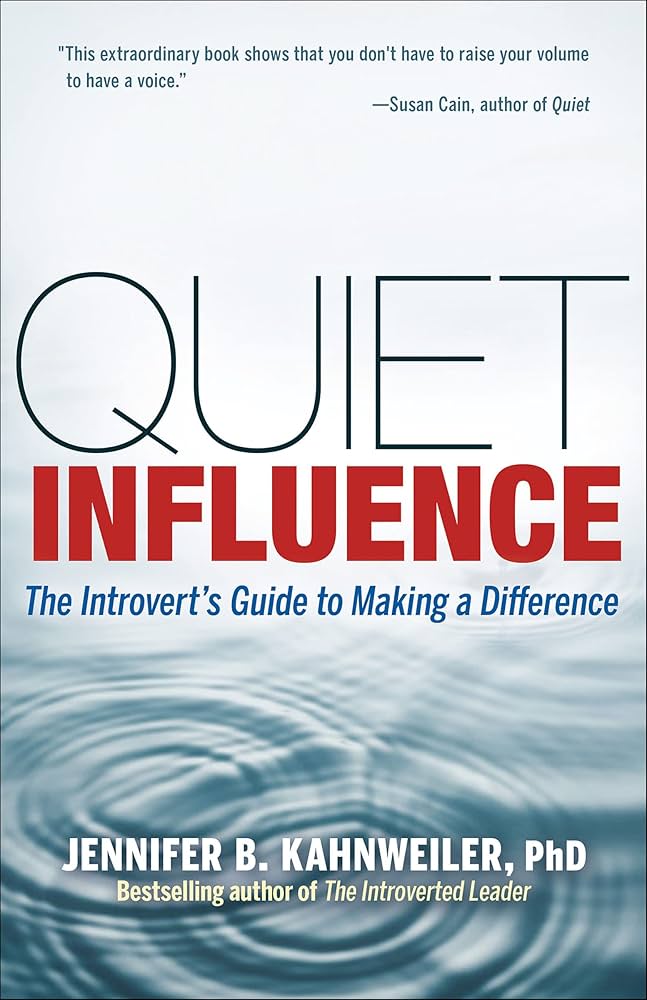 "This extraordinary book shows that you don't have to raise your volume
to have a voice.”
—Susan Cain, author of Quiet
QUIET
INFLUENCE
The Introvert’s Guide to Making a Difference
JENNIFER B. KAHNWEILER, PhD
Bestselling author of The Introverted Leader